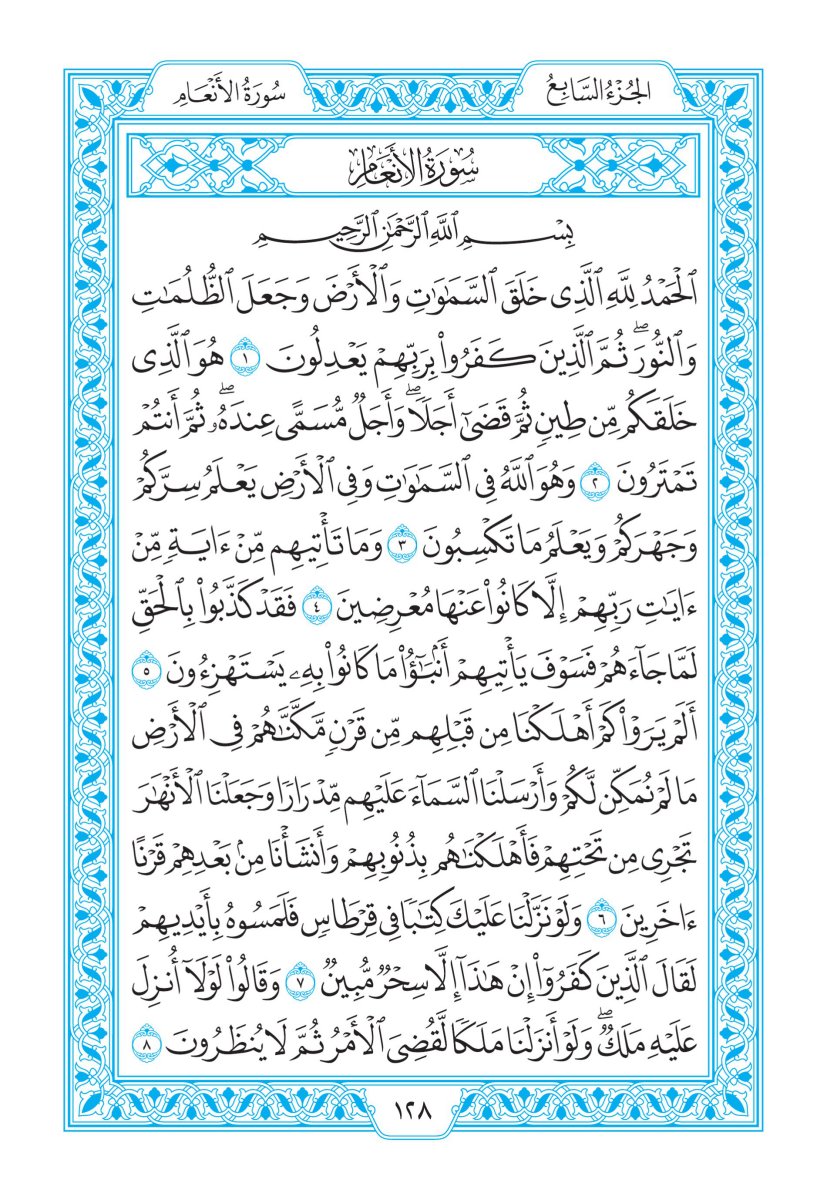 الجُزْءُ السَّابِعُ
سُورَةُ الأَنْعَامِ
سُورَةُ الأَنْعَامِ
بِسْمِ ٱللَّهِ ٱلرَّحْمَٰنِ ٱلرَّحِيمِ
ٱلْحَمْدُ لِلَّهِ ٱلَّذِى خَلَقَ ٱلسَّمَٰوَٰتِ وَٱلْأَرْضَ وَجَعَلَ ٱلظُّلُمَٰتِ
وَٱلنُّورَ ۖ ثُمَّ ٱلَّذِينَ كَفَرُوا۟ بِرَبِّهِمْ يَعْدِلُونَ ١ هُوَ ٱلَّذِى
خَلَقَكُم مِّن طِينٍ ثُمَّ قَضَىٰٓ أَجَلًا ۖ وَأَجَلٌ مُّسَمًّى عِندَهُۥ ۖ ثُمَّ أَنتُمْ
تَمْتَرُونَ ٢ وَهُوَ ٱللَّهُ فِى ٱلسَّمَٰوَٰتِ وَفِى ٱلْأَرْضِ يَعْلَمُ سِرَّكُمْ
وَجَهْرَكُمْ وَيَعْلَمُ مَا تَكْسِبُونَ ٣ وَمَا تَأْتِيهِم مِّنْ ءَايَةٍ مِّنْ
ءَايَٰتِ رَبِّهِمْ إِلَّا كَانُوا۟ عَنْهَا مُعْرِضِينَ ٤ فَقَدْ كَذَّبُوا۟ بِٱلْحَقِّ
لَمَّا جَآءَهُمْ فَسَوْفَ يَأْتِيهِمْ أَنۢبَٰٓؤُا۟ مَا كَانُوا۟ بِهِۦ يَسْتَهْزِءُونَ ٥
أَلَمْ يَرَوْا۟ كَمْ أَهْلَكْنَا مِن قَبْلِهِم مِّن قَرْنٍ مَّكَّنَّٰهُمْ فِى ٱلْأَرْضِ
مَا لَمْ نُمَكِّن لَّكُمْ وَأَرْسَلْنَا ٱلسَّمَآءَ عَلَيْهِم مِّدْرَارًا وَجَعَلْنَا ٱلْأَنْهَٰرَ
تَجْرِى مِن تَحْتِهِمْ فَأَهْلَكْنَٰهُم بِذُنُوبِهِمْ وَأَنشَأْنَا مِنۢ بَعْدِهِمْ قَرْنًا
ءَاخَرِينَ ٦ وَلَوْ نَزَّلْنَا عَلَيْكَ كِتَٰبًا فِى قِرْطَاسٍ فَلَمَسُوهُ بِأَيْدِيهِمْ
لَقَالَ ٱلَّذِينَ كَفَرُوٓا۟ إِنْ هَٰذَآ إِلَّا سِحْرٌ مُّبِينٌ ٧ وَقَالُوا۟ لَوْلَآ أُنزِلَ
عَلَيْهِ مَلَكٌ ۖ وَلَوْ أَنزَلْنَا مَلَكًا لَّقُضِىَ ٱلْأَمْرُ ثُمَّ لَا يُنظَرُونَ ٨
١٢٨